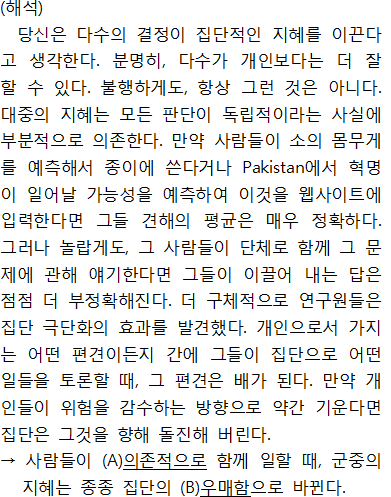 (해석)
당신은 다수의 결정이 집단적인 지혜를 이끈다
고 생각한다. 분명히, 다수가 개인보다는 더 잘
할 수 있다. 불행하게도, 항상 그런 것은 아니다.
대중의 지혜는 모든 판단이 독립적이라는 사실에
부분적으로 의존한다. 만약 사람들이 소의 몸무게
를 예측해서 종이에 쓴다거나 Pakistan에서 혁명
이 일어날 가능성을 예측하여 이것을 웹사이트에
입력한다면 그들 견해의 평균은 매우 정확하다.
그러나 놀랍게도, 그 사람들이 단체로 함께 그 문
제에 관해 얘기한다면 그들이 이끌어 내는 답은
점점 더 부정확해진다. 더 구체적으로 연구원들은
집단 극단화의 효과를 발견했다. 개인으로서 가지
는 어떤 편견이든지 간에 그들이 집단으로 어떤
일들을 토론할 때, 그 편견은 배가 된다. 만약 개
인들이 위험을 감수하는 방향으로 약간 기운다면
집단은 그것을 향해 돌진해 버린다.
→ 사람들이 (A)의존적으로 함께 일할 때, 군중의
지혜는 종종 집단의 (B)우매함으로 바뀐다.